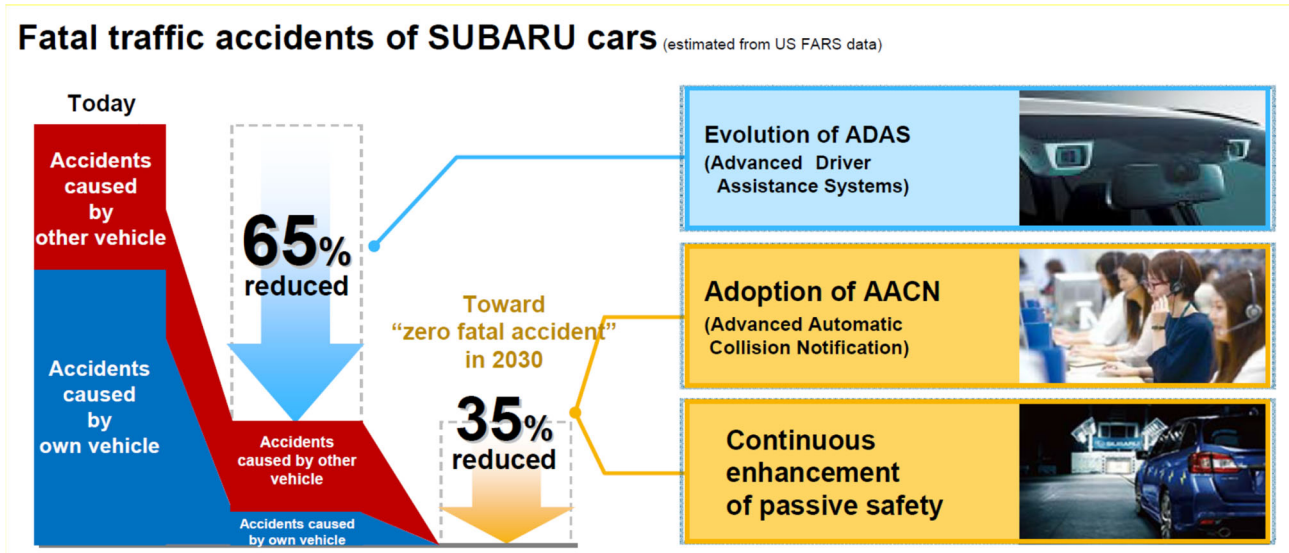 Fatal traffic accidents of SUBARU cars (estimated from US FARS data)
Today
Accidents
caused
by
other vehicle
Accidents
caused
by
own vehicle
65%
reduced
Accidents
caused by other
vehicle
Accidents caused
by own vehicle
Toward
“zero fatal accident”
in 2030
35%
reduced
Evolution of ADAS
(Advanced Driver
Assistance Systems)
Adoption of AACN
(Advanced Automatic
Collision Notification)
Continuous
enhancement
of passive safety
SUBARU